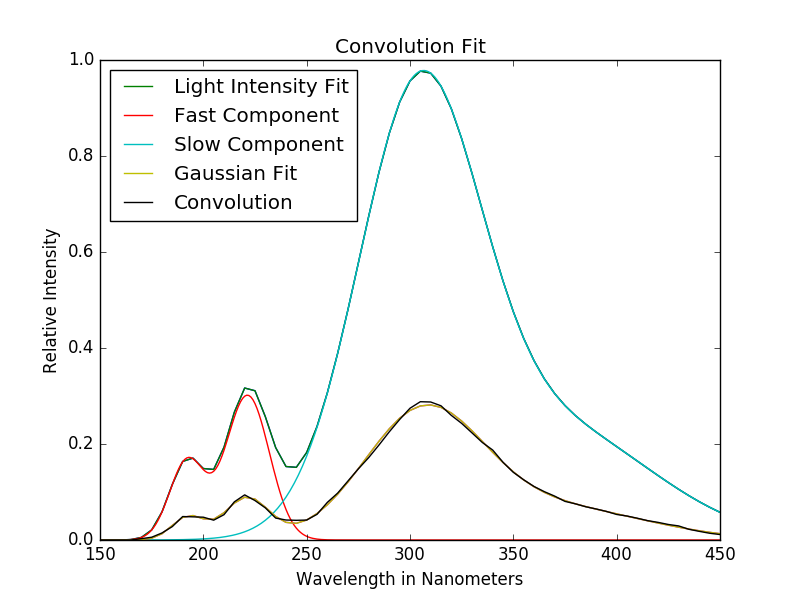 Convolution Fit
Light Intensity Fit
Fast Component
Slow Component
Gaussian Fit
Convolution
Relative Intensity
1.0
0.8
0.6
0.4
0.2
0.0
150 200 250 300 350 400 450
Wavelength in Nanometers